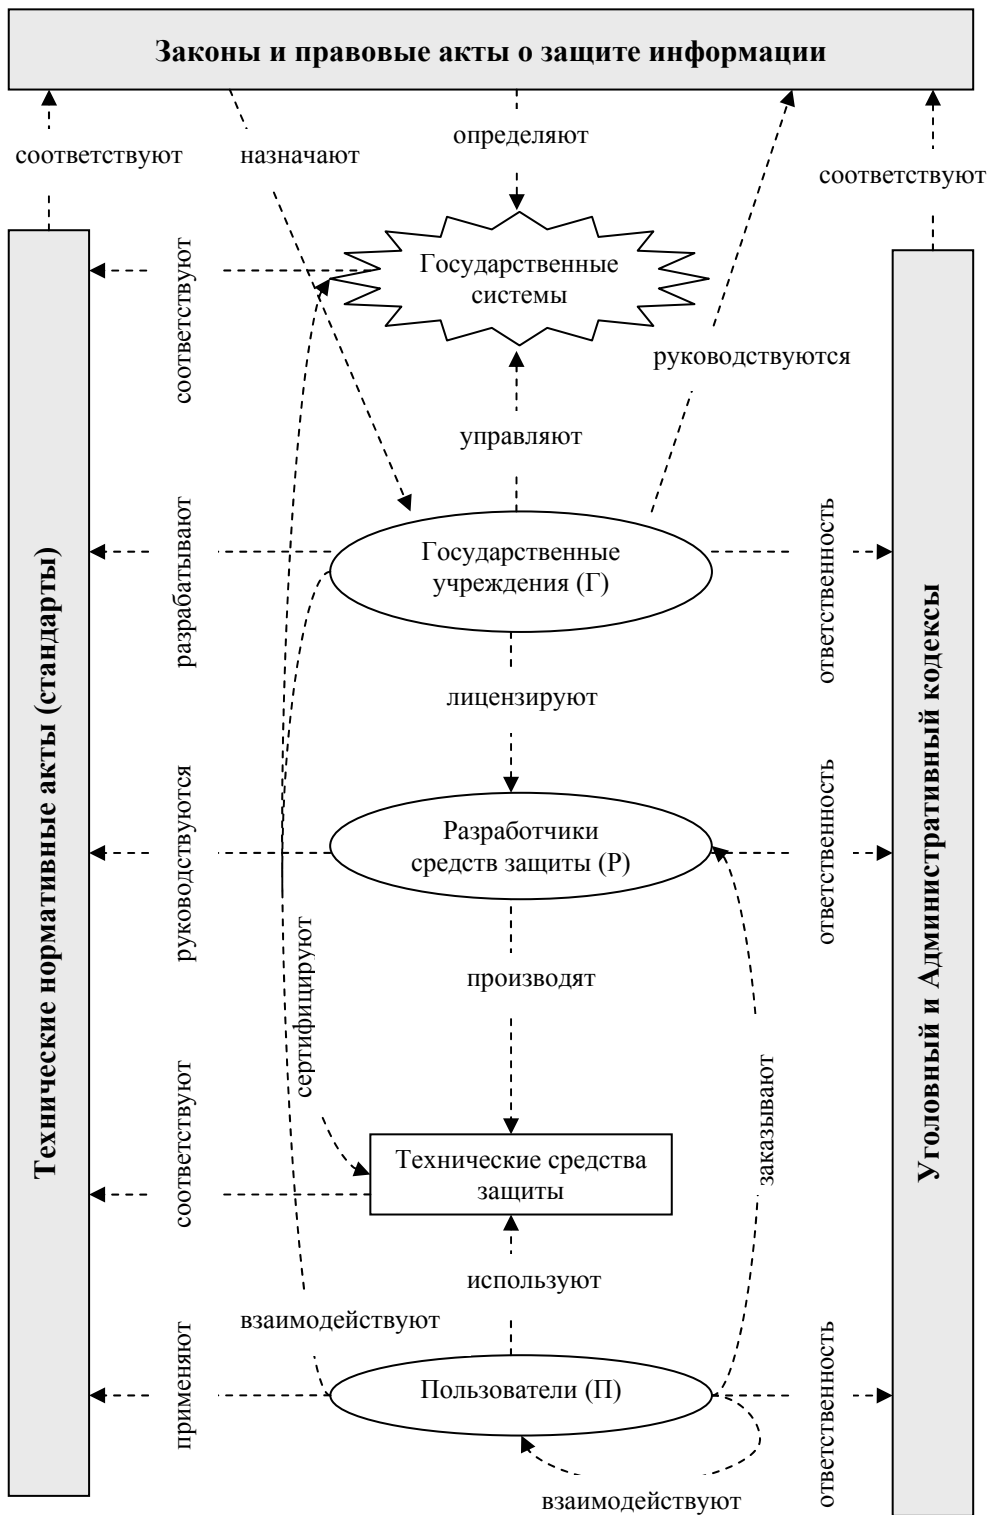 Законы и правовые акты о защите информации
определяют
соответствуют
назначают
соответствуют
Государственные
системы
соответствуют
руководствуются
управляют
Государственные
учреждения (Г)
разрабатывают
ответственность
Технические нормативные акты (стандарты)
Уголовный и Административный кодексы
лицензируют
Разработчики
средств защиты (Р)
руководствуются
ответственность
производят
сертифицируют
заказывают
соответствуют
Технические средства
защиты
используют
взаимодействуют
применяют
Пользователи (П)
ответственность
взаимодействуют